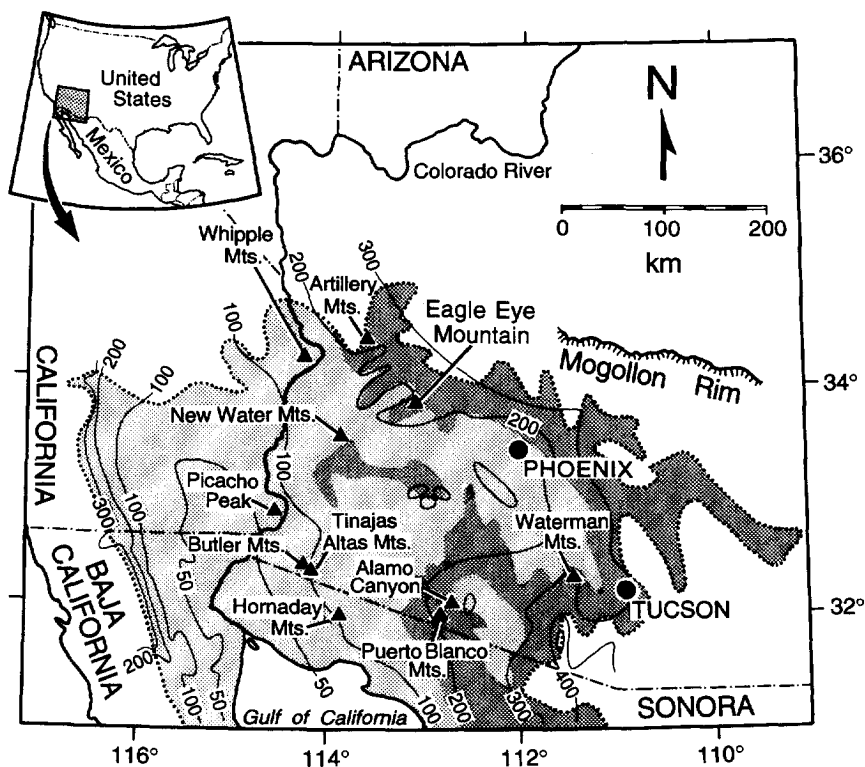 United
States
Mexico
ARIZONA
N
36°
Colorado River
0
100
200
km
Whipple
Mts.
200
300
Artillery
Mts.
Eagle Eye
Mountain
100
200
100
Mogollon
Rim
34°
CALIFORNIA
New Water Mts.
200
PHOENIX
100
Picacho
Peak
100
300
Tinajas
Altas Mts.
Waterman
Mts.
Butler Mts.
Alamo
Canyon
50
BAJA
CALIFORNIA
TUCSON
32°
Hornaday
Mts.
Puerto Blanco
Mts.
200
100
50
50
100
200
300
400
SONORA
Gulf of California
116°
114°
112°
110°